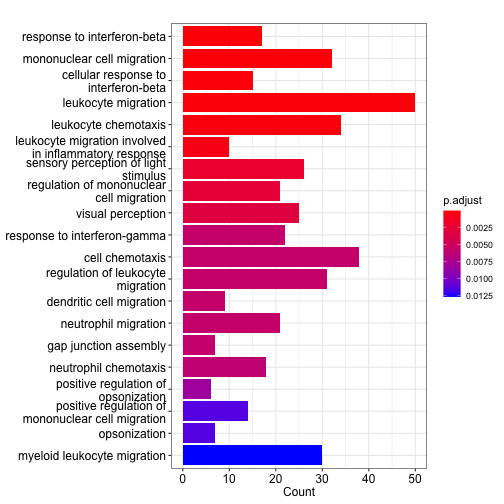 response to interferon-beta
mononuclear cell migration
cellular response to
interferon-beta
leukocyte migration
leukocyte chemotaxis
leukocyte migration involved
in inflammatory response
sensory perception of light
stimulus
regulation of mononuclear
cell migration
visual perception
response to interferon-gamma
cell chemotaxis
regulation of leukocyte
migration
dendritic cell migration
neutrophil migration
gap junction assembly
neutrophil chemotaxis
positive regulation of
opsonization
positive regulation of
mononuclear cell migration
opsonization
myeloid leukocyte migration
0 10 20 30 40 50
Count
p.adjust
0.0025
0.0050
0.0075
0.0100
0.0125